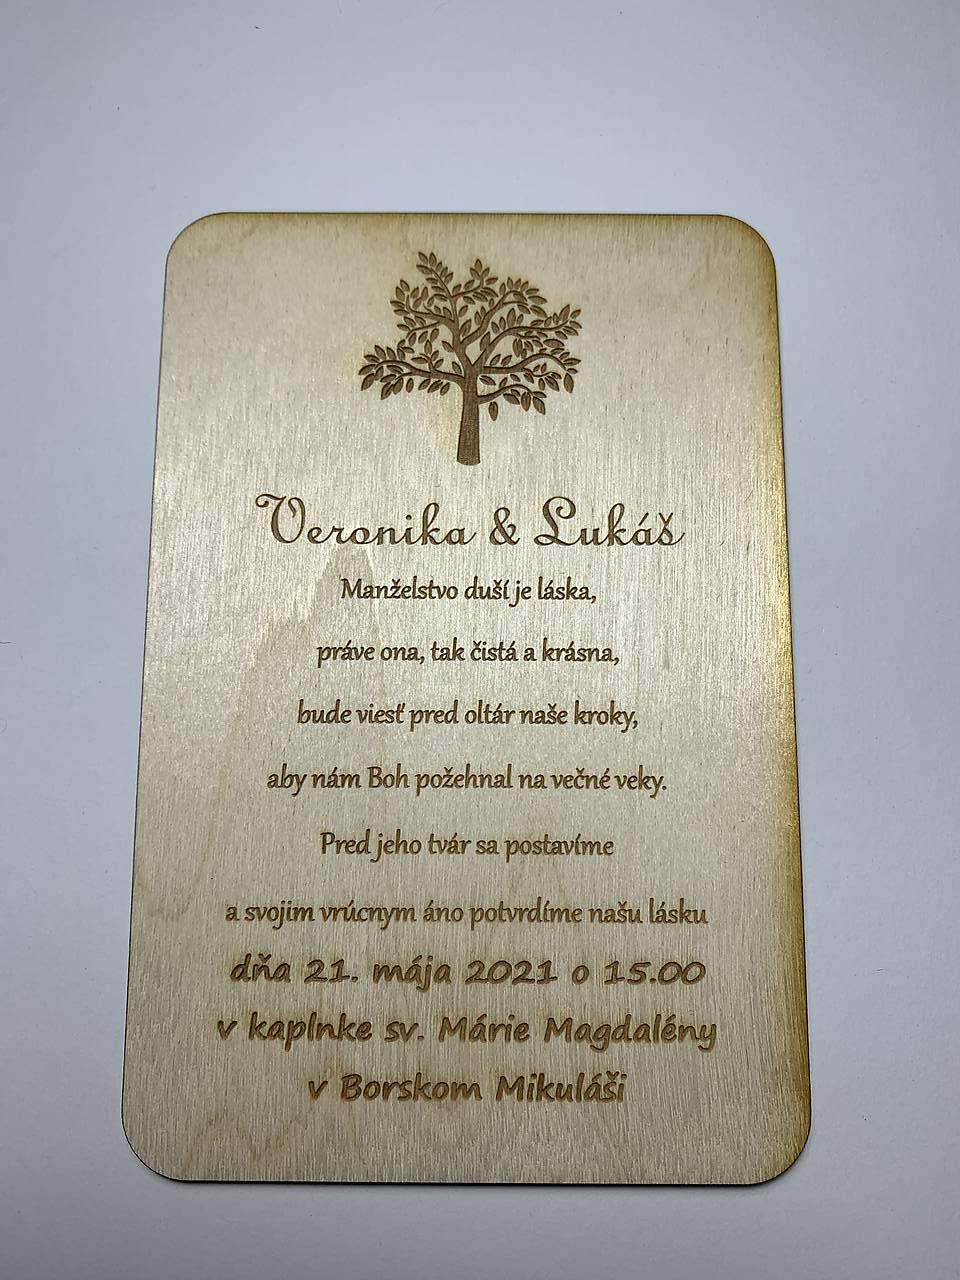 Veronika & Lukáš
Manželstvo duší je láska,
práve ona, tak čistá a krásna,
bude viesť pred oltár naše kroky,
aby nám Boh požehnal na večné veky.
Pred jeho tvár sa postavíme
a svojim vrúcnym áno potvrdíme našu lásku
dňa 21. mája 2021 o 15.00
v kaplnke sv. Márie Magdalény
v Borskom Mikuláši